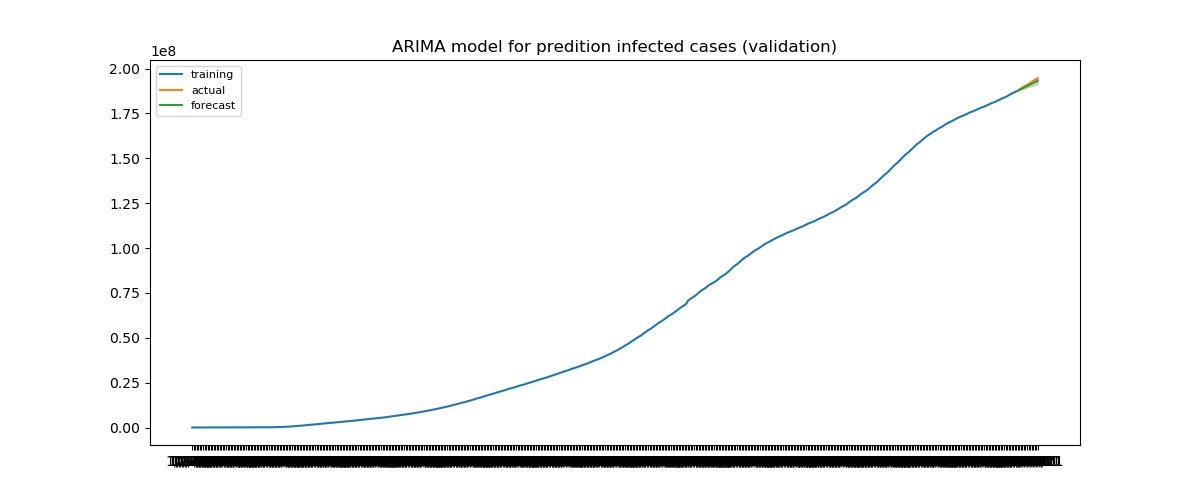 ARIMA model for predition infected cases (validation)
1e8
2.00
1.75
1.50
1.25
1.00
0.75
0.50
0.25
0.00
training
actual
forecast